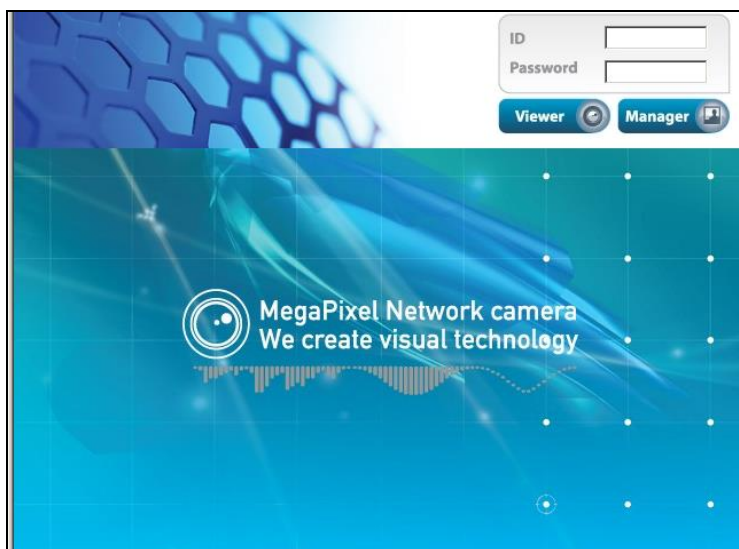 ID
Password
Viewer
Manager
MegaPixel Network camera
We create visual technology